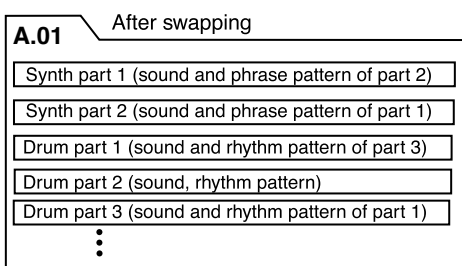 After swapping
A.01
Synth part 1 (sound and phrase pattern of part 2)
Synth part 2 (sound and phrase pattern of part 1)
Drum part 1 (sound and rhythm pattern of part 3)
Drum part 2 (sound, rhythm pattern)
Drum part 3 (sound and rhythm pattern of part 1)